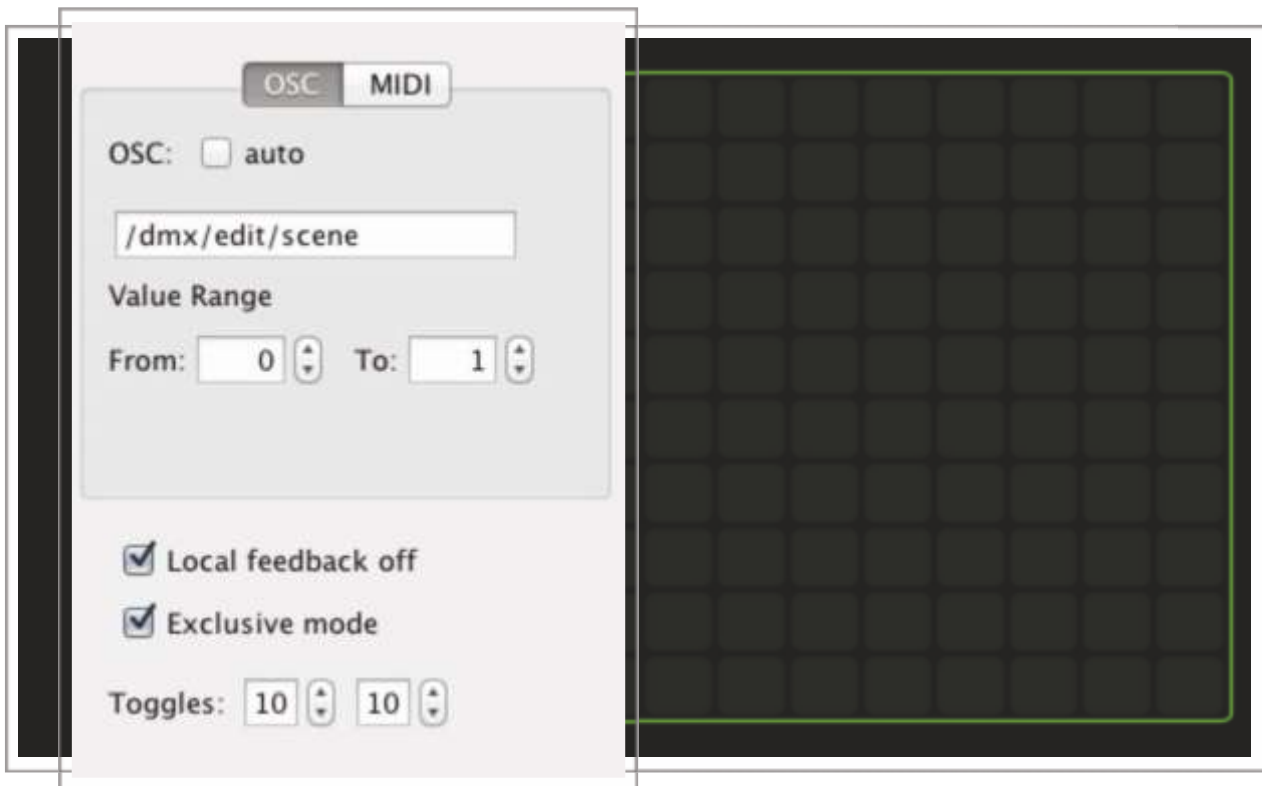 OSC MIDI
OSC: auto
/dmx/edit/scene
Value Range
From: 0 To: 1
Local feedback off
Exclusive mode
Toggles: 10 10